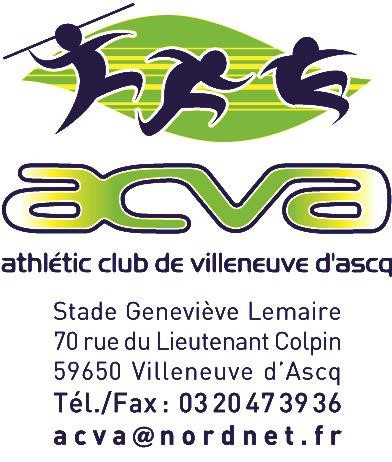 acva
athlétic club de villeneuve d'ascq
Stade Geneviève Lemaire
70 rue du Lieutenant Colpin
59650 Villeneuve d'Ascq
Tél./Fax : 03 20 47 39 36
acva@nordnet.fr